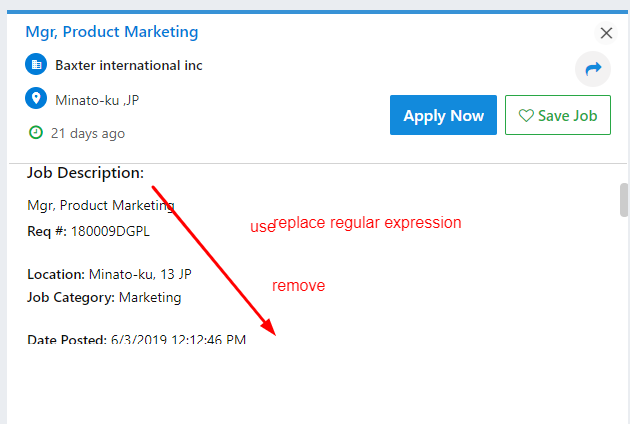 Mgr, Product Marketing
Baxter international inc
Minato-ku ,JP
21 days ago
Apply Now
Save Job
Job Description:
Mgr, Product Marketing
Req #: 180009DGPL
use replace regular expression
Location: Minato-ku, 13 JP
remove
Job Category: Marketing
Date Posted: 6/3/2019 12:12:46 PM